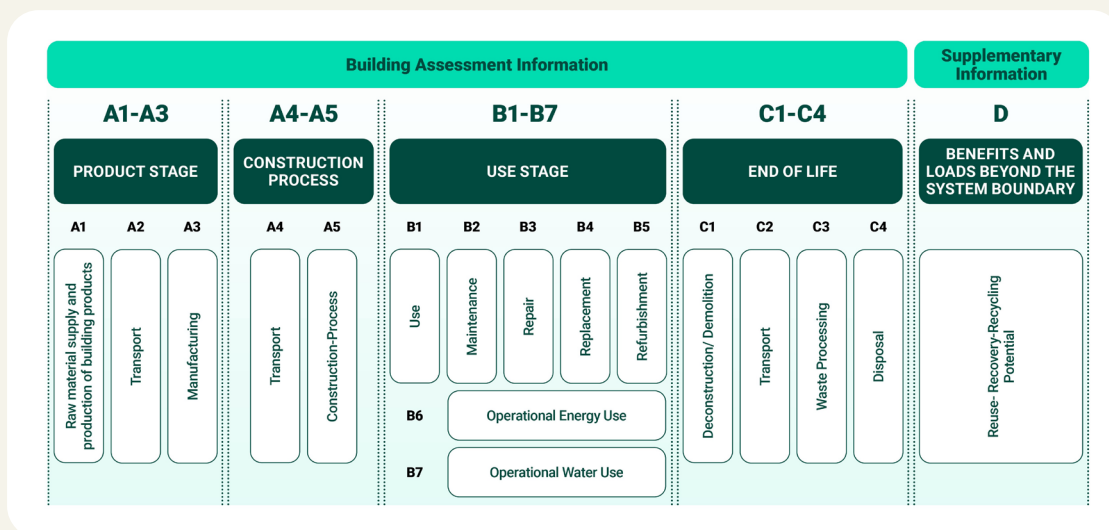 Building Assessment Information
Supplementary
Information
A1-A3
A4-A5
B1-B7
C1-C4
D
PRODUCT STAGE
CONSTRUCTION
PROCESS
USE STAGE
END OF LIFE
BENEFITS AND
LOADS BEYOND THE
SYSTEM BOUNDARY
A1
A2
A3
A4
A5
B1
B2
B3
B4
B5
C1
C2
C3
C4
Raw material supply and
production of building products
Transport
Manufacturing
Transport
Construction-Process
Use
Maintenance
Repair
Replacement
Refurbishment
B6
Operational Energy Use
B7
Operational Water Use
Deconstruction/ Demolition
Transport
Waste Processing
Disposal
Reuse- Recovery-Recycling
Potential